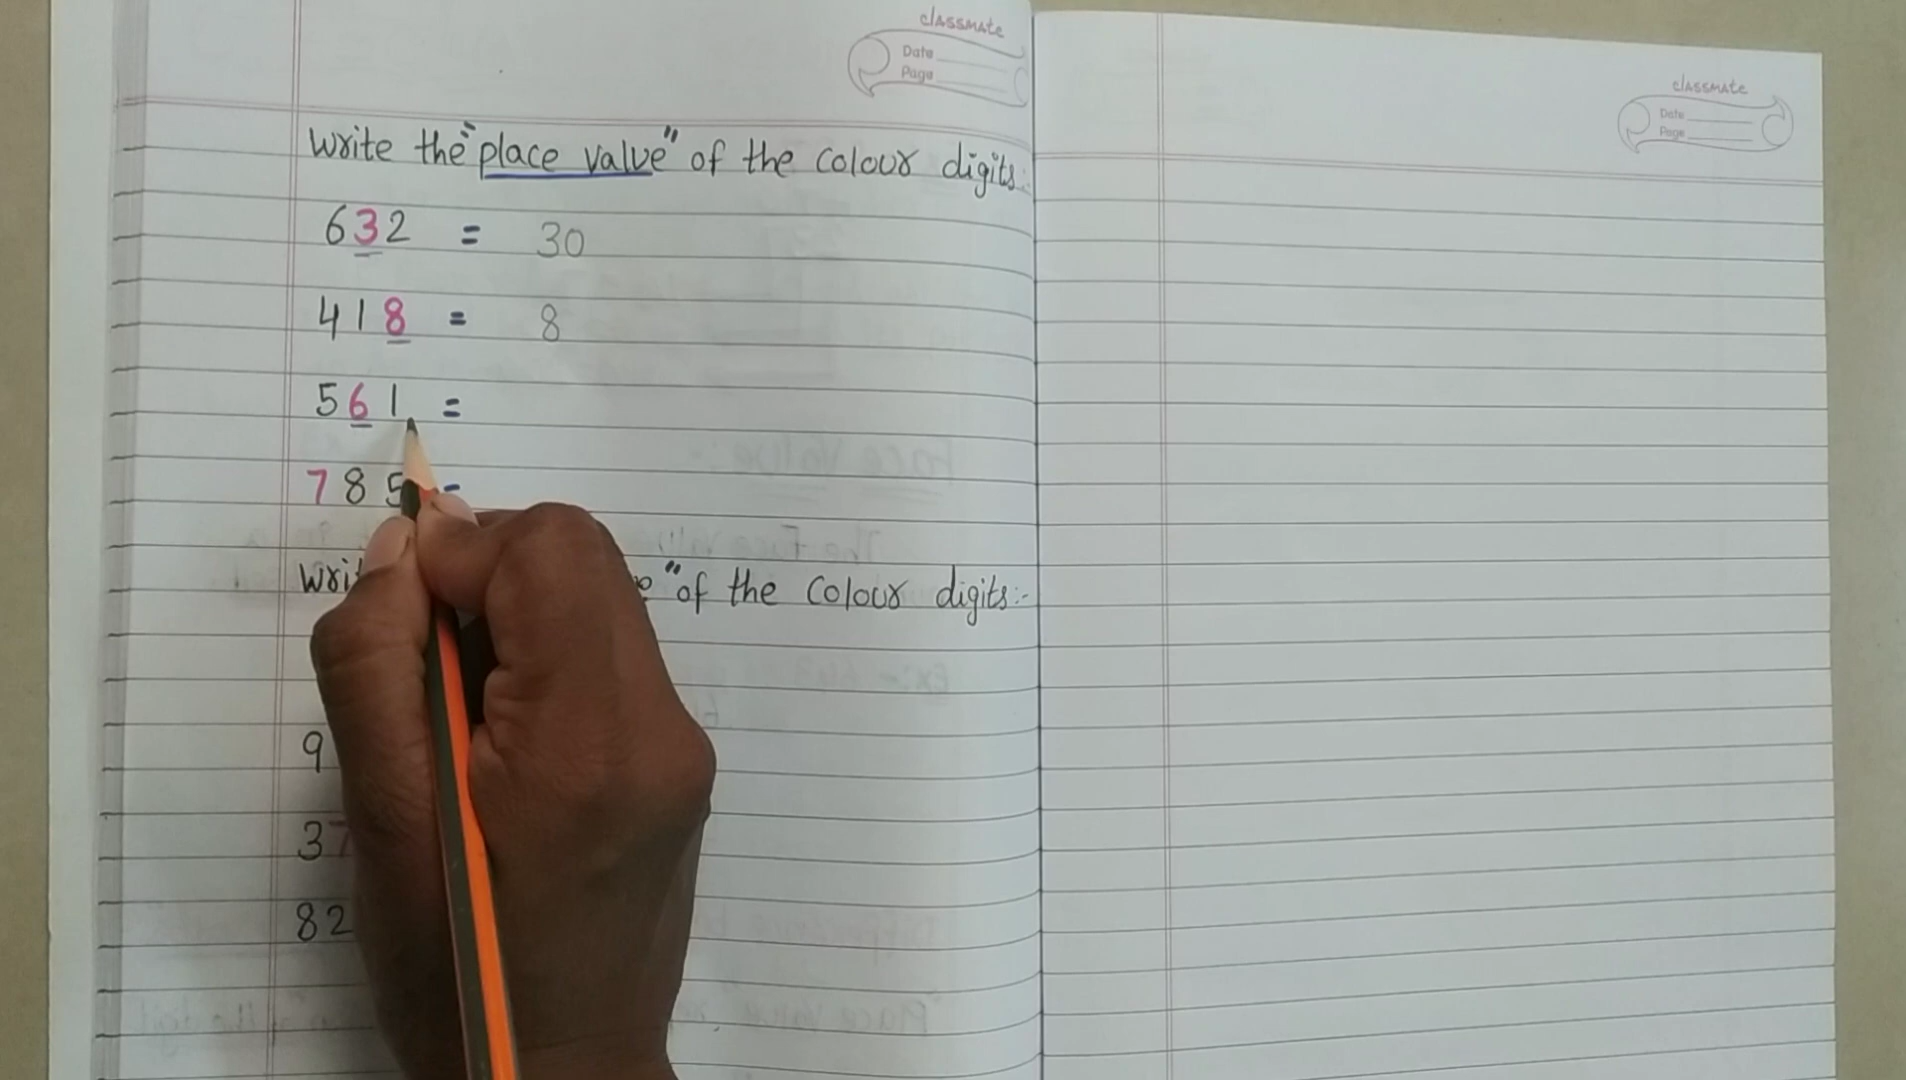 classmate
Date
Page
classmate
Date
Page
Write the "place value" of the colour digits:
632 = 30
418 = 8
561 =
785 =
of the colour digits:-
9
37
82